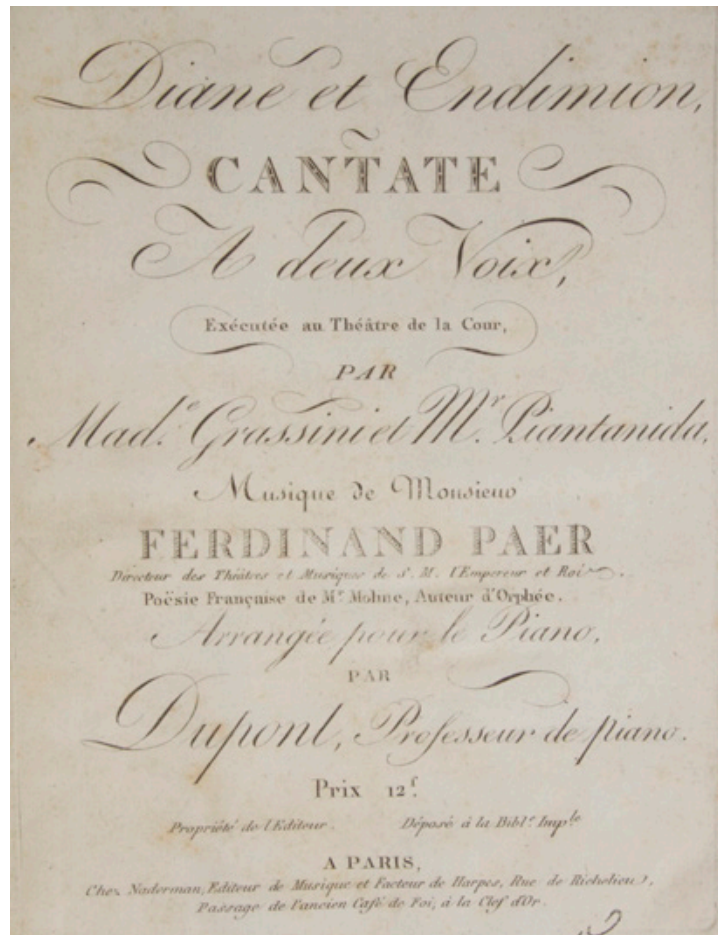 Diane et Endimion,
CANTATE
A deux Voix,
Exécutée au Théâtre de la Cour,
PAR
Mad.e Grassini et Mr. Piantanida,
Musique de Monsieur
FERDINAND PAER
Directeur des Théâtres et Musiques de S. M. l'Empereur et Roi.
Poësie Française de Mr Moline, Auteur d'Orphée.
Arrangée pour le Piano,
PAR
Dupont, Professeur de piano.
Prix 12f.
Propriété de l'Editeur. Déposé à la Bibl.e Imp.le
A PARIS,
Chez Naderman, Editeur de Musique et Facteur de Harpes, Rue de Richelieu,
Passage de l'ancien Café de Foi, à la Clef d'Or.